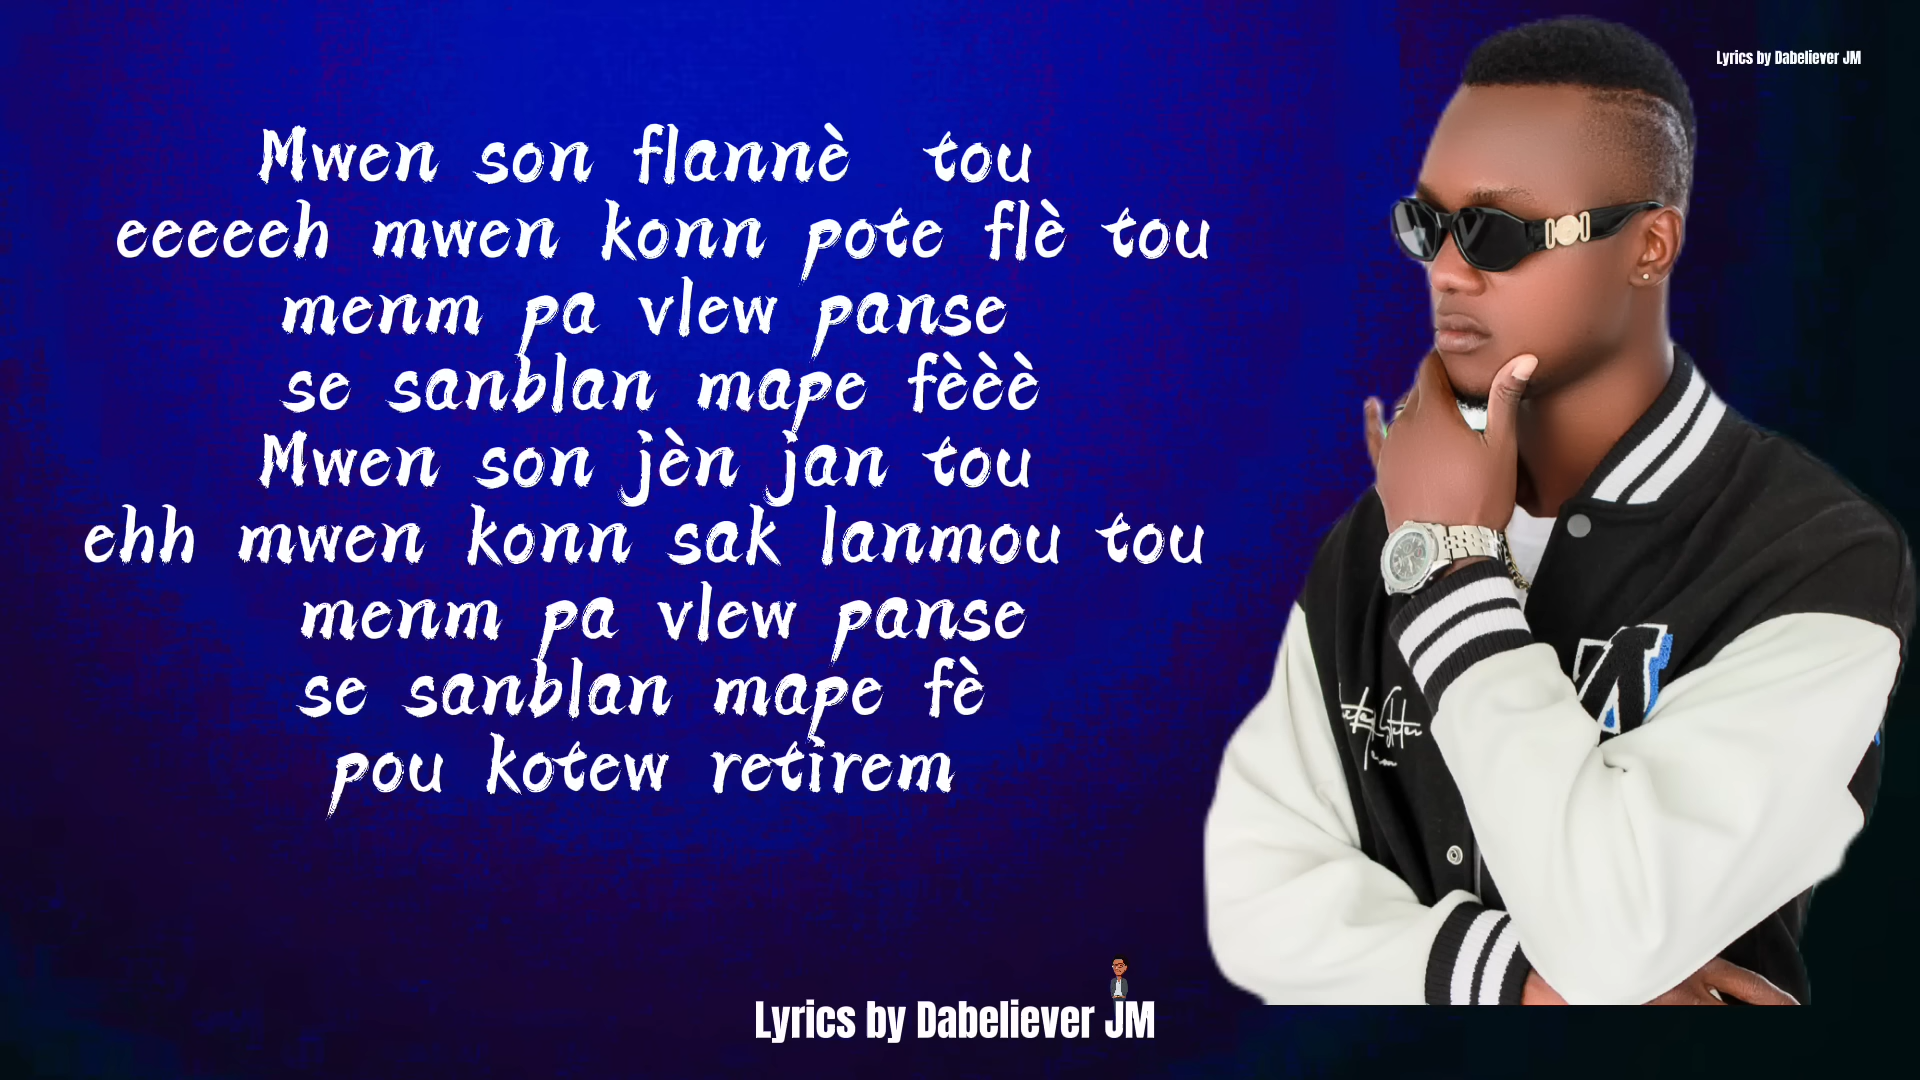 Lyrics by Dabeliever JM
Mwen son flannè tou
eeeeeh mwen konn pote flè tou
menm pa vlew panse
se sanblan mape fèèè
Mwen son jèn jan tou
ehh mwen konn sak lanmou tou
menm pa vlew panse
se sanblan mape fè
pou kotew retirem
Lyrics by Dabeliever JM